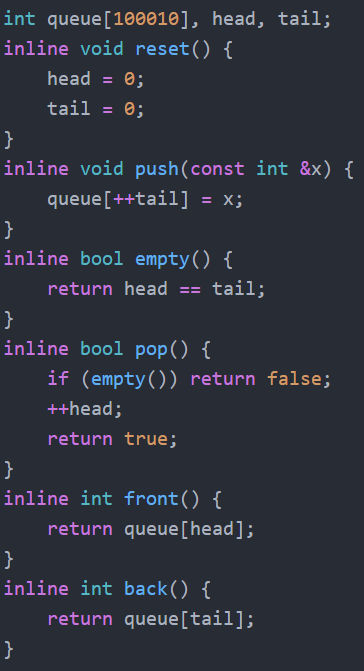 int queue[100010], head, tail;
inline void reset() {
    head = 0;
    tail = 0;
}
inline void push(const int &x) {
    queue[++tail] = x;
}
inline bool empty() {
    return head == tail;
}
inline bool pop() {
    if (empty()) return false;
    ++head;
    return true;
}
inline int front() {
    return queue[head];
}
inline int back() {
    return queue[tail];
}